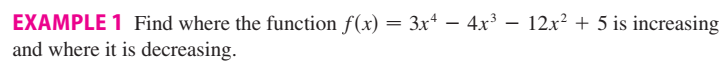 EXAMPLE 1 Find where the function f(x) = 3x⁴ − 4x³ − 12x² + 5 is increasing
and where it is decreasing.